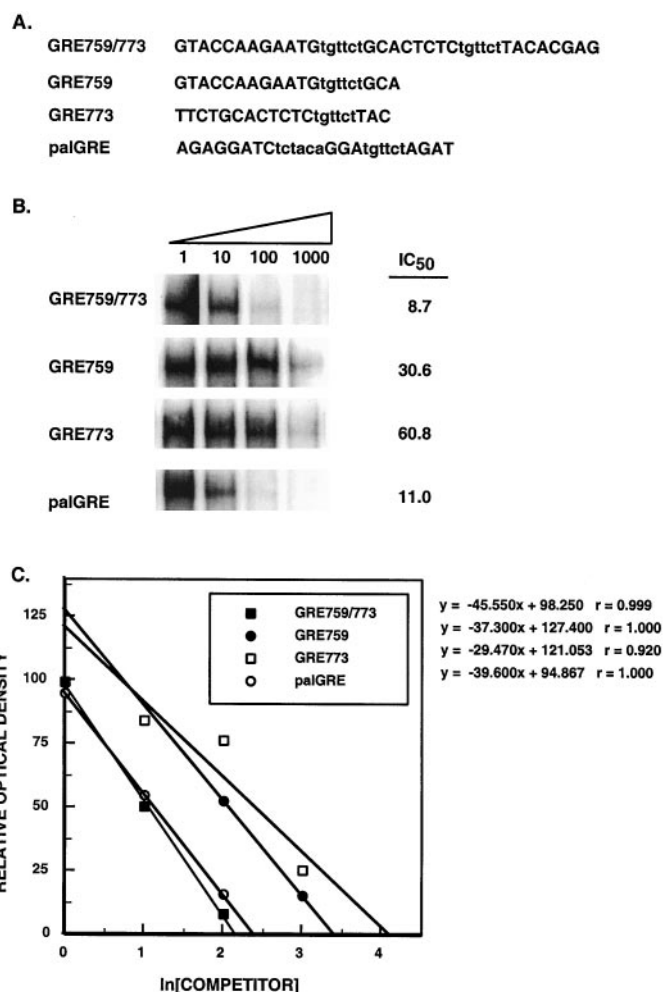 A.
GRE759/773 GTACCAAGAATGtgttctGCACTCTCtgttctTACACGAG
GRE759 GTACCAAGAATGtgttctGCA
GRE773 TTCTGCACTCTCtgttctTAC
palGRE AGAGGATCtctacaGGAtgttctAGAT
B.
1 10 100 1000 IC50
GRE759/773 8.7
GRE759 30.6
GRE773 60.8
palGRE 11.0
C.
RELATIVE OPTICAL DENSITY
125
100
75
50
25
0
0 1 2 3 4
ln[COMPETITOR]
GRE759/773
GRE759
GRE773
palGRE
y = -45.550x + 98.250 r = 0.999
y = -37.300x + 127.400 r = 1.000
y = -29.470x + 121.053 r = 0.920
y = -39.600x + 94.867 r = 1.000